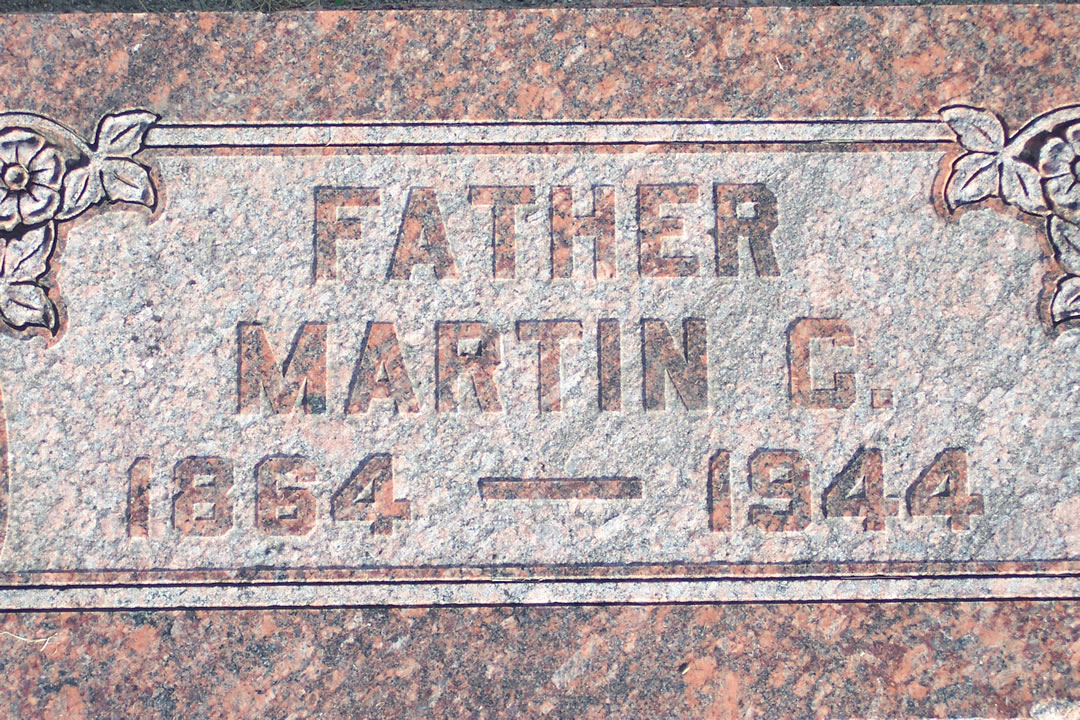 FATHER
MARTIN G.
1864 — 1944